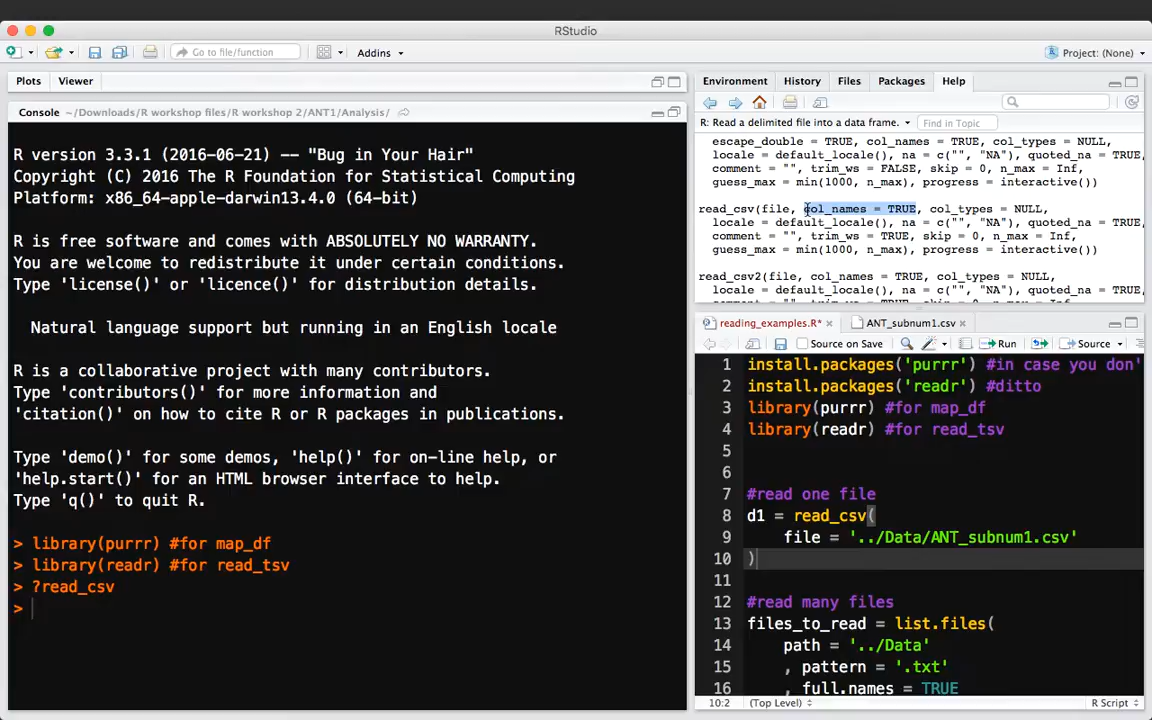 RStudio
Go to file/function
Addins
Project: (None)
Plots Viewer
Console ~/Downloads/R workshop files/R workshop 2/ANT1/Analysis/
R version 3.3.1 (2016-06-21) -- "Bug in Your Hair"
Copyright (C) 2016 The R Foundation for Statistical Computing
Platform: x86_64-apple-darwin13.4.0 (64-bit)
R is free software and comes with ABSOLUTELY NO WARRANTY.
You are welcome to redistribute it under certain conditions.
Type 'license()' or 'licence()' for distribution details.
Natural language support but running in an English locale
R is a collaborative project with many contributors.
Type 'contributors()' for more information and
'citation()' on how to cite R or R packages in publications.
Type 'demo()' for some demos, 'help()' for on-line help, or
'help.start()' for an HTML browser interface to help.
Type 'q()' to quit R.
> library(purrr) #for map_df
> library(readr) #for read_tsv
> ?read_csv
>
Environment History Files Packages Help
R: Read a delimited file into a data frame. Find in Topic
escape_double = TRUE, col_names = TRUE, col_types = NULL,
locale = default_locale(), na = c("", "NA"), quoted_na = TRUE,
comment = "", trim_ws = FALSE, skip = 0, n_max = Inf,
guess_max = min(1000, n_max), progress = interactive())
read_csv(file, col_names = TRUE, col_types = NULL,
locale = default_locale(), na = c("", "NA"), quoted_na = TRUE,
comment = "", trim_ws = TRUE, skip = 0, n_max = Inf,
guess_max = min(1000, n_max), progress = interactive())
read_csv2(file, col_names = TRUE, col_types = NULL,
locale = default_locale(), na = c("", "NA"), quoted_na = TRUE,
comment = "", trim_ws = TRUE, skip = 0, n_max = Inf,
reading_examples.R* ANT_subnum1.csv
Source on Save Run Source
1 install.packages('purrr') #in case you don'
2 install.packages('readr') #ditto
3 library(purrr) #for map_df
4 library(readr) #for read_tsv
5
6
7 #read one file
8 d1 = read_csv(
9 file = '../Data/ANT_subnum1.csv'
10 )
11
12 #read many files
13 files_to_read = list.files(
14 path = '../Data'
15 , pattern = '.txt'
16 , full.names = TRUE
10:2 (Top Level) R Script